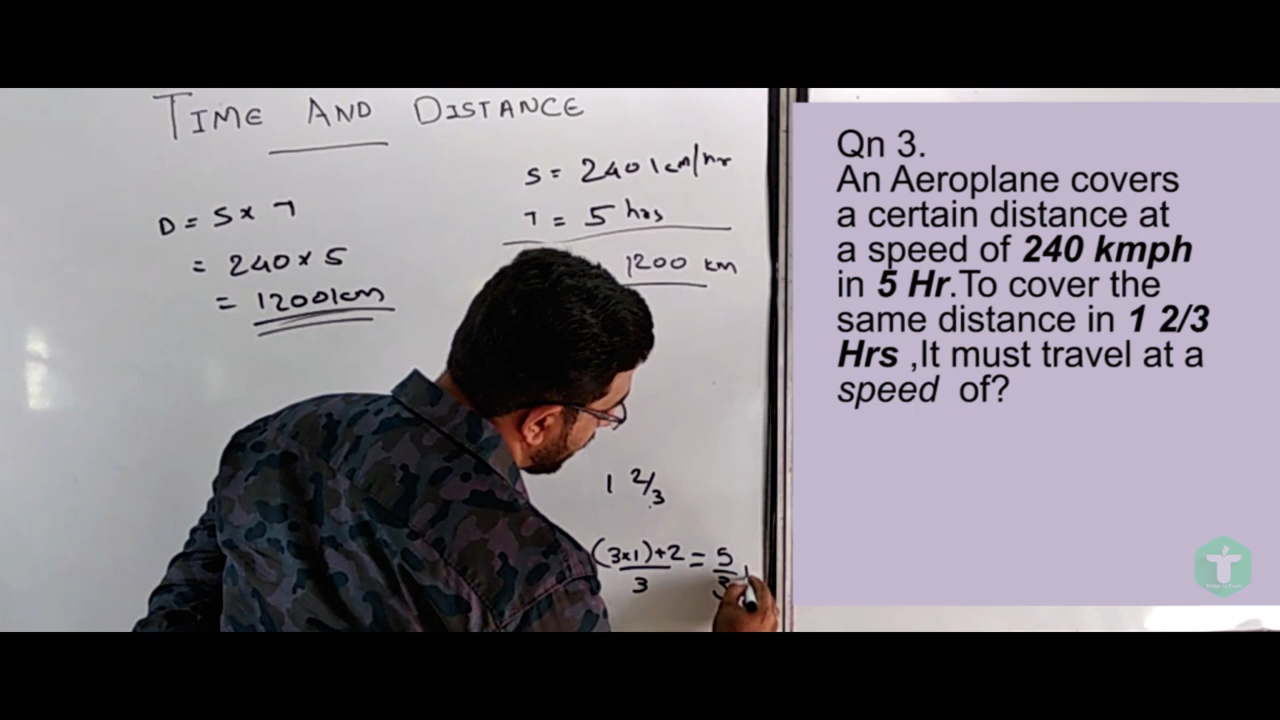 TIME AND DISTANCE
D = S × T
= 240 × 5
= 1200km
S = 240 km/hr
T = 5 hrs
1200 km
1 2/3
(3×1)+2 = 5
3 3
Qn 3.
An Aeroplane covers
a certain distance at
a speed of 240 kmph
in 5 Hr.To cover the
same distance in 1 2/3
Hrs ,It must travel at a
speed of?